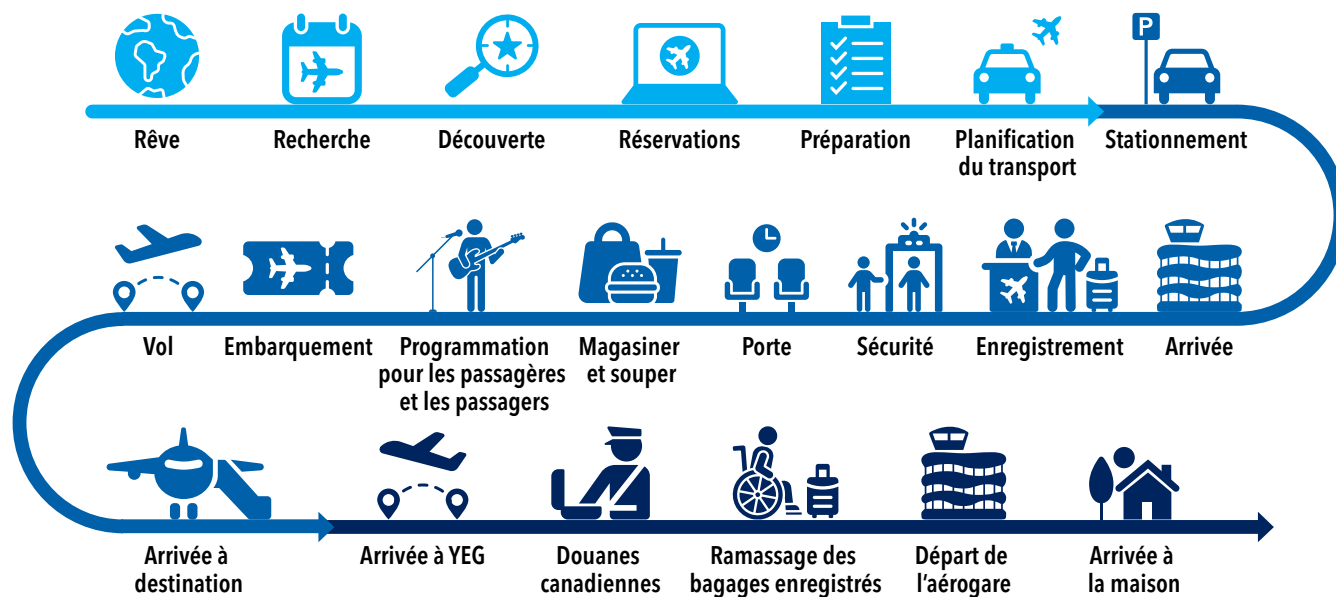 P
Rêve
Recherche
Découverte
Réservations
Préparation
Planification
du transport
Stationnement
Vol
Embarquement
Programmation
pour les passagères
et les passagers
Magasiner
et souper
Porte
Sécurité
Enregistrement
Arrivée
Arrivée à
destination
Arrivée à YEG
Douanes
canadiennes
Ramassage des
bagages enregistrés
Départ de
l’aérogare
Arrivée à
la maison